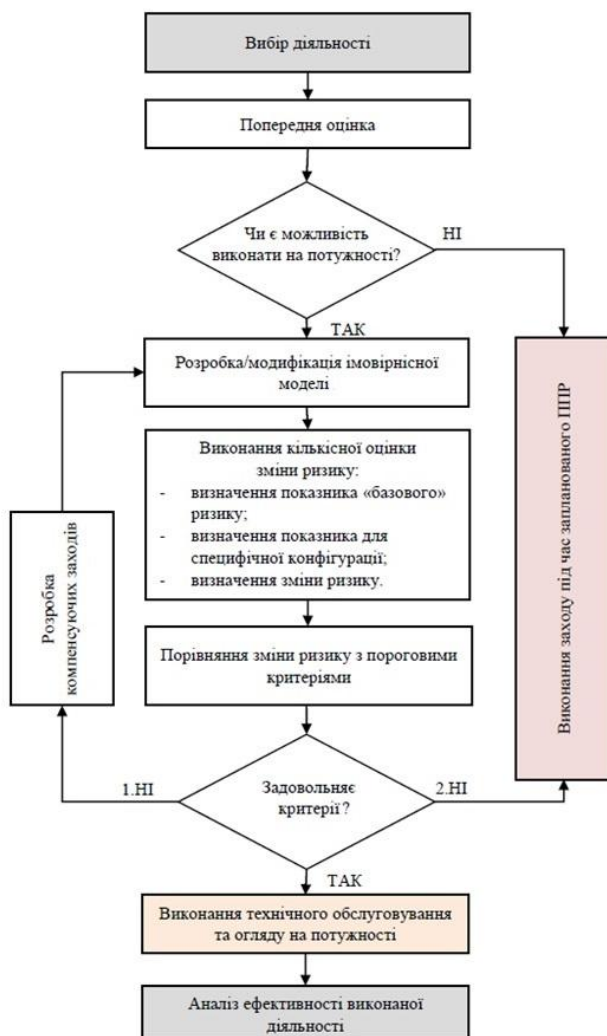 Вибір діяльності
Попередня оцінка
Чи є можливість
виконати на потужності?
НІ
ТАК
Розробка/модифікація імовірнісної
моделі
Виконання кількісної оцінки
зміни ризику:
- визначення показника «базового»
ризику;
- визначення показника для
специфічної конфігурації;
- визначення зміни ризику.
Розробка
компенсуючих заходів
Виконання заходу під час запланованого ППР
Порівняння зміни ризику з пороговими
критеріями
1.НІ
Задовольняє
критерії?
2.НІ
ТАК
Виконання технічного обслуговування
та огляду на потужності
Аналіз ефективності виконаної
діяльності